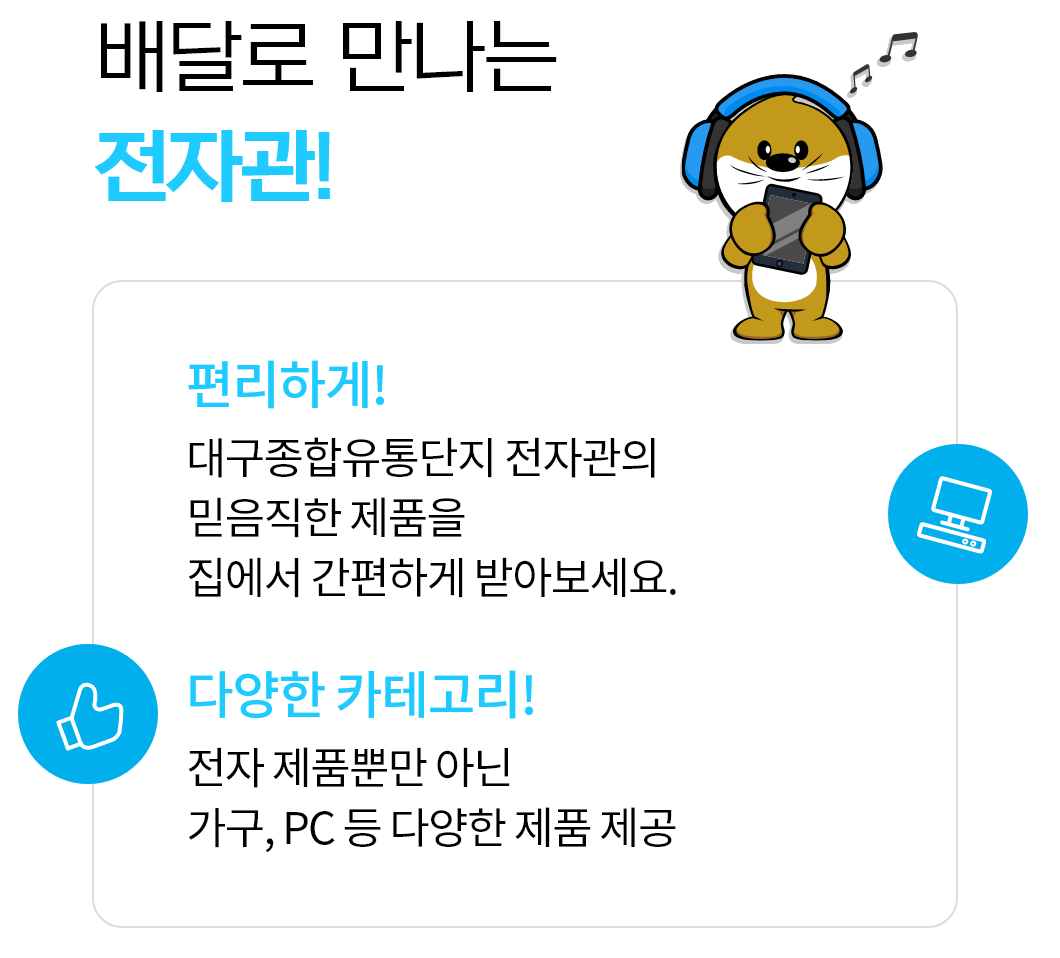 배달로 만나는
전자관!
편리하게!
대구종합유통단지 전자관의
믿음직한 제품을
집에서 간편하게 받아보세요.
다양한 카테고리!
전자 제품뿐만 아닌
가구, PC 등 다양한 제품 제공